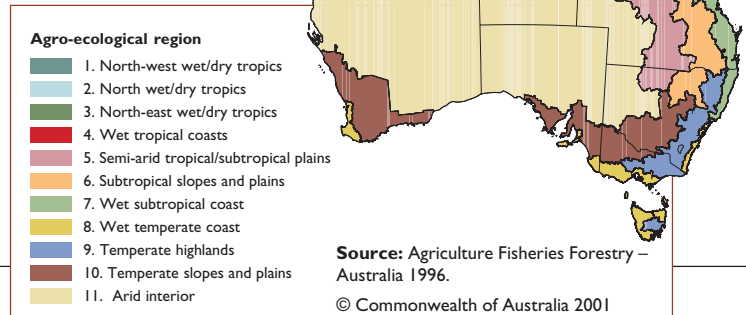 Agro-ecological region
1. North-west wet/dry tropics
2. North wet/dry tropics
3. North-east wet/dry tropics
4. Wet tropical coasts
5. Semi-arid tropical/subtropical plains
6. Subtropical slopes and plains
7. Wet subtropical coast
8. Wet temperate coast
9. Temperate highlands
10. Temperate slopes and plains
11. Arid interior
Source: Agriculture Fisheries Forestry –
Australia 1996.
© Commonwealth of Australia 2001